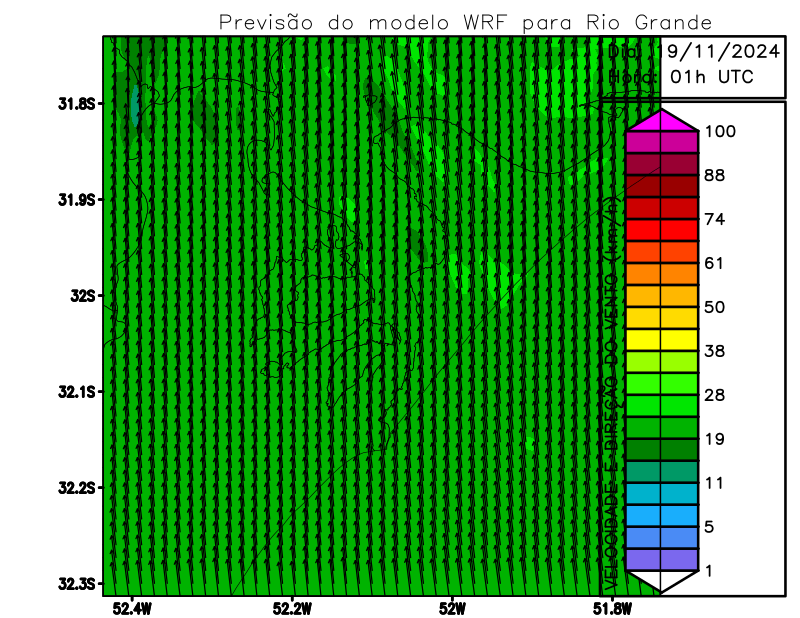 Previsão do modelo WRF para Rio Grande
Dia: 19/11/2024
Hora: 01h UTC
31.8S
31.9S
32S
32.1S
32.2S
32.3S
52.4W
52.2W
52W
51.8W
VELOCIDADE E DIREÇÃO DO VENTO (km/h)
100
88
74
61
50
38
28
19
11
5
1